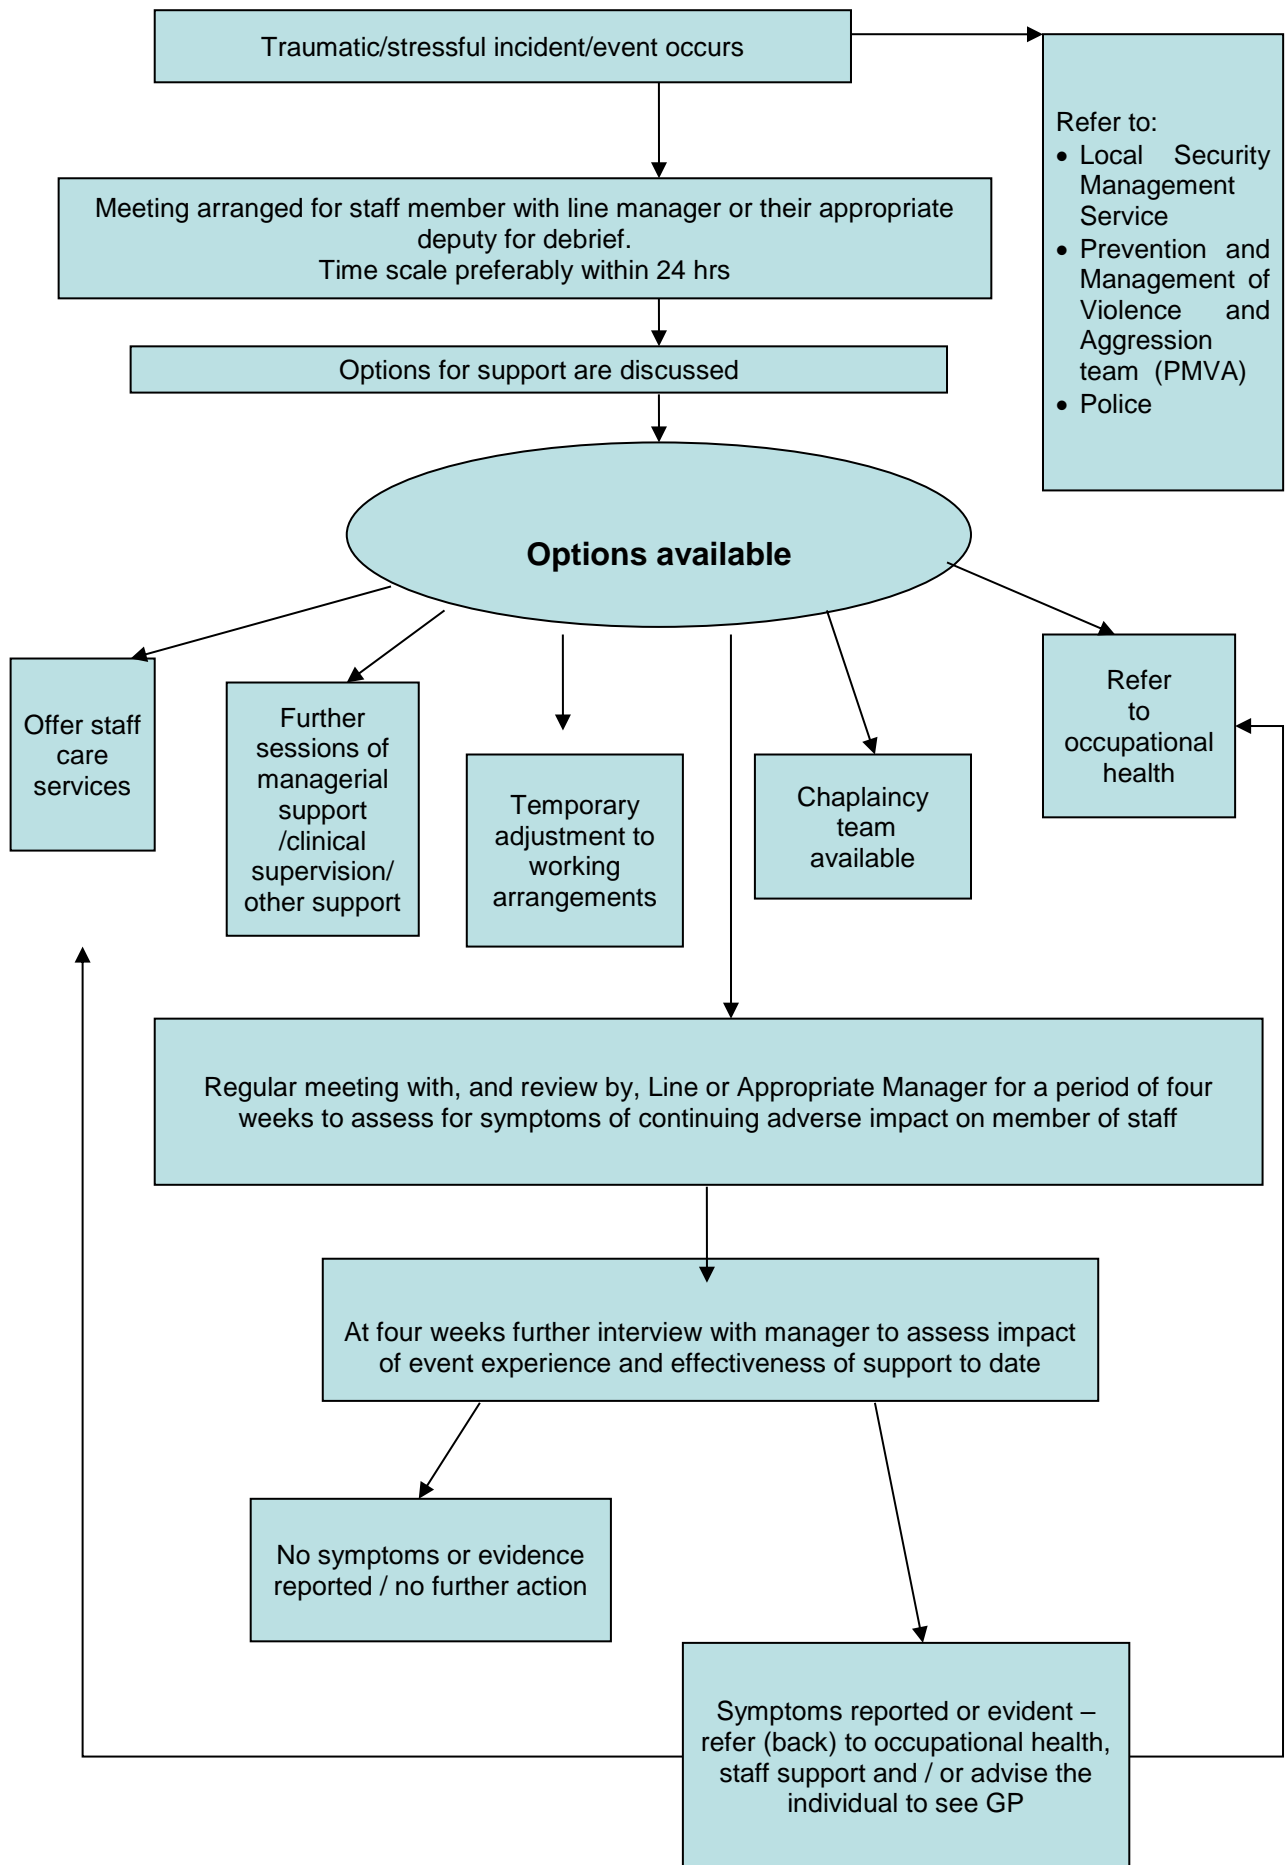 Traumatic/stressful incident/event occurs
Refer to:
• Local Security
Management
Service
• Prevention and
Management of
Violence and
Aggression
team (PMVA)
• Police
Meeting arranged for staff member with line manager or their appropriate
deputy for debrief.
Time scale preferably within 24 hrs
Options for support are discussed
Options available
Offer staff
care
services
Further
sessions of
managerial
support
/clinical
supervision/
other support
Temporary
adjustment to
working
arrangements
Chaplaincy
team
available
Refer
to
occupational
health
Regular meeting with, and review by, Line or Appropriate Manager for a period of four
weeks to assess for symptoms of continuing adverse impact on member of staff
At four weeks further interview with manager to assess impact
of event experience and effectiveness of support to date
No symptoms or evidence
reported / no further action
Symptoms reported or evident –
refer (back) to occupational health,
staff support and / or advise the
individual to see GP